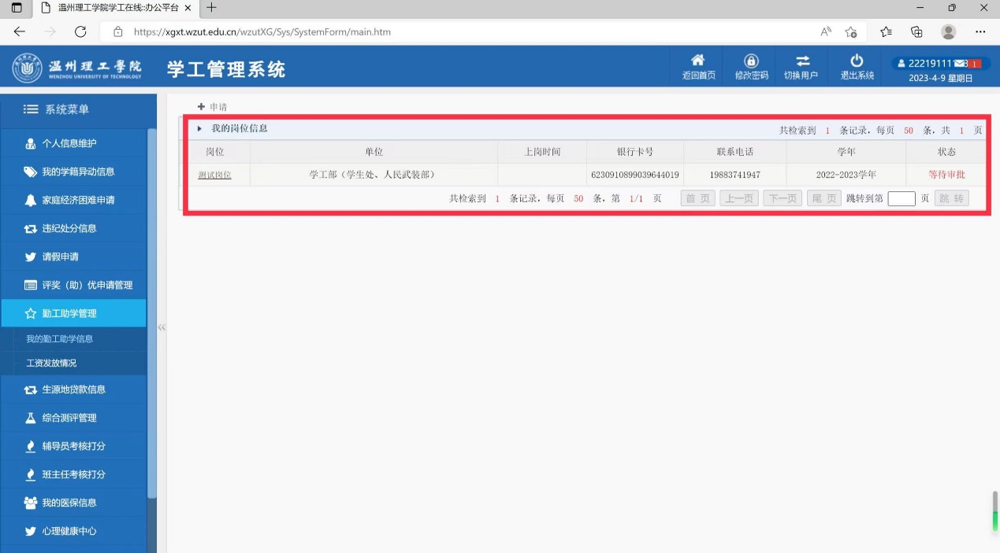 温州理工学院学工在线::办公平台
https://xgxt.wzut.edu.cn/wzutXG/Sys/SystemForm/main.htm
温州理工學院
WENZHOU UNIVERSITY OF TECHNOLOGY
学工管理系统
返回首页
修改密码
切换用户
退出系统
22219111
1
2023-4-9 星期日
系统菜单
个人信息维护
我的学籍异动信息
家庭经济困难申请
违纪处分信息
请假申请
评奖（助）优申请管理
勤工助学管理
我的勤工助学信息
工资发放情况
生源地贷款信息
综合测评管理
辅导员考核打分
班主任考核打分
我的医保信息
心理健康中心
申请
我的岗位信息 共检索到 1 条记录，每页 50 条，共 1 页
岗位 单位 上岗时间 银行卡号 联系电话 学年 状态
测试岗位 学工部（学生处、人民武装部） 6230910899039644019 19883741947 2022-2023学年 等待审批
共检索到 1 条记录，每页 50 条，第 1/1 页 首 页 上一页 下一页 尾 页 跳转到第 页 跳 转